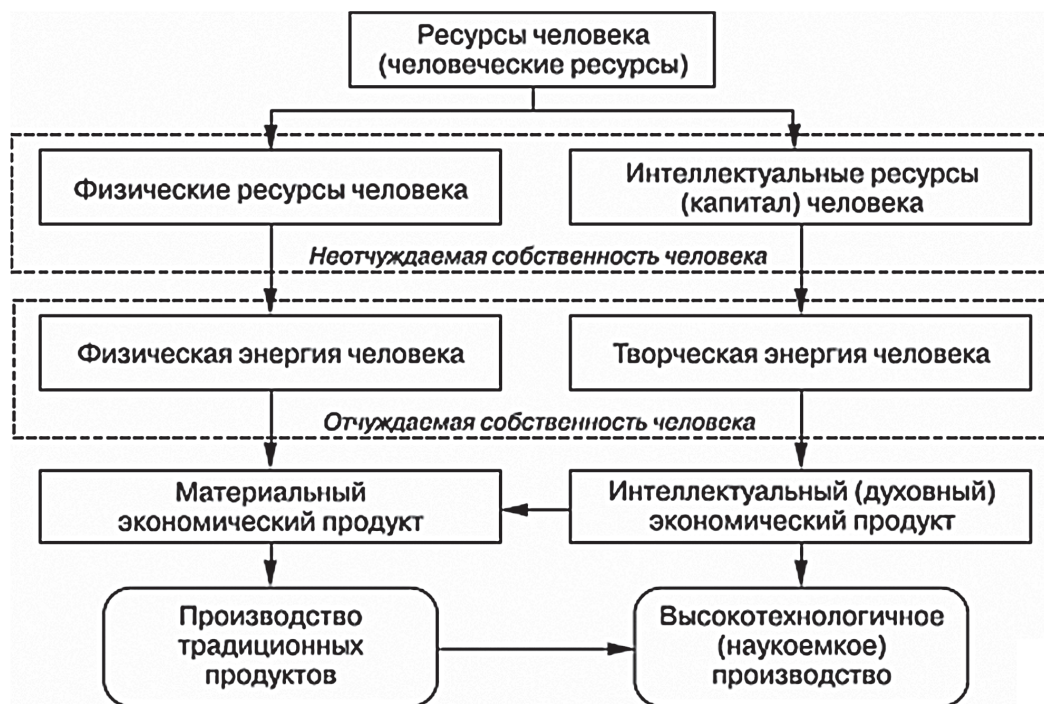 Ресурсы человека
(человеческие ресурсы)
Физические ресурсы человека
Интеллектуальные ресурсы
(капитал) человека
Неотчуждаемая собственность человека
Физическая энергия человека
Творческая энергия человека
Отчуждаемая собственность человека
Материальный
экономический продукт
Интеллектуальный (духовный)
экономический продукт
Производство
традиционных
продуктов
Высокотехнологичное
(наукоемкое)
производство